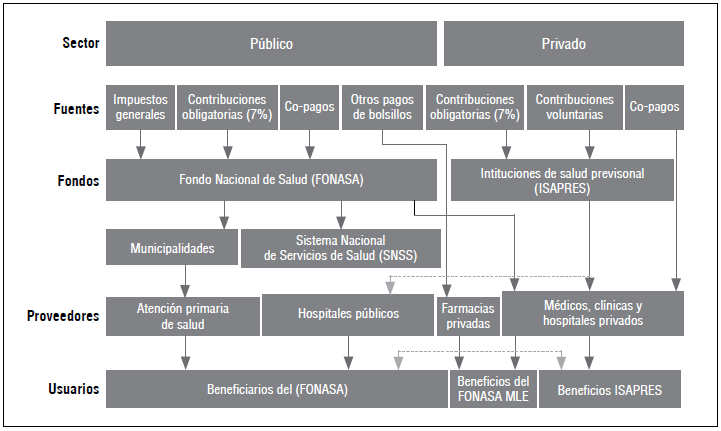 Sector
Público
Privado
Fuentes
Impuestos
generales
Contribuciones
obligatorias (7%)
Co-pagos
Otros pagos
de bolsillos
Contribuciones
obligatorias (7%)
Contribuciones
voluntarias
Co-pagos
Fondos
Fondo Nacional de Salud (FONASA)
Intituciones de salud previsonal
(ISAPRES)
Municipalidades
Sistema Nacional
de Servicios de Salud (SNSS)
Proveedores
Atención primaria
de salud
Hospitales públicos
Farmacias
privadas
Médicos, clínicas y
hospitales privados
Usuarios
Beneficiarios del (FONASA)
Beneficios del
FONASA MLE
Beneficios ISAPRES